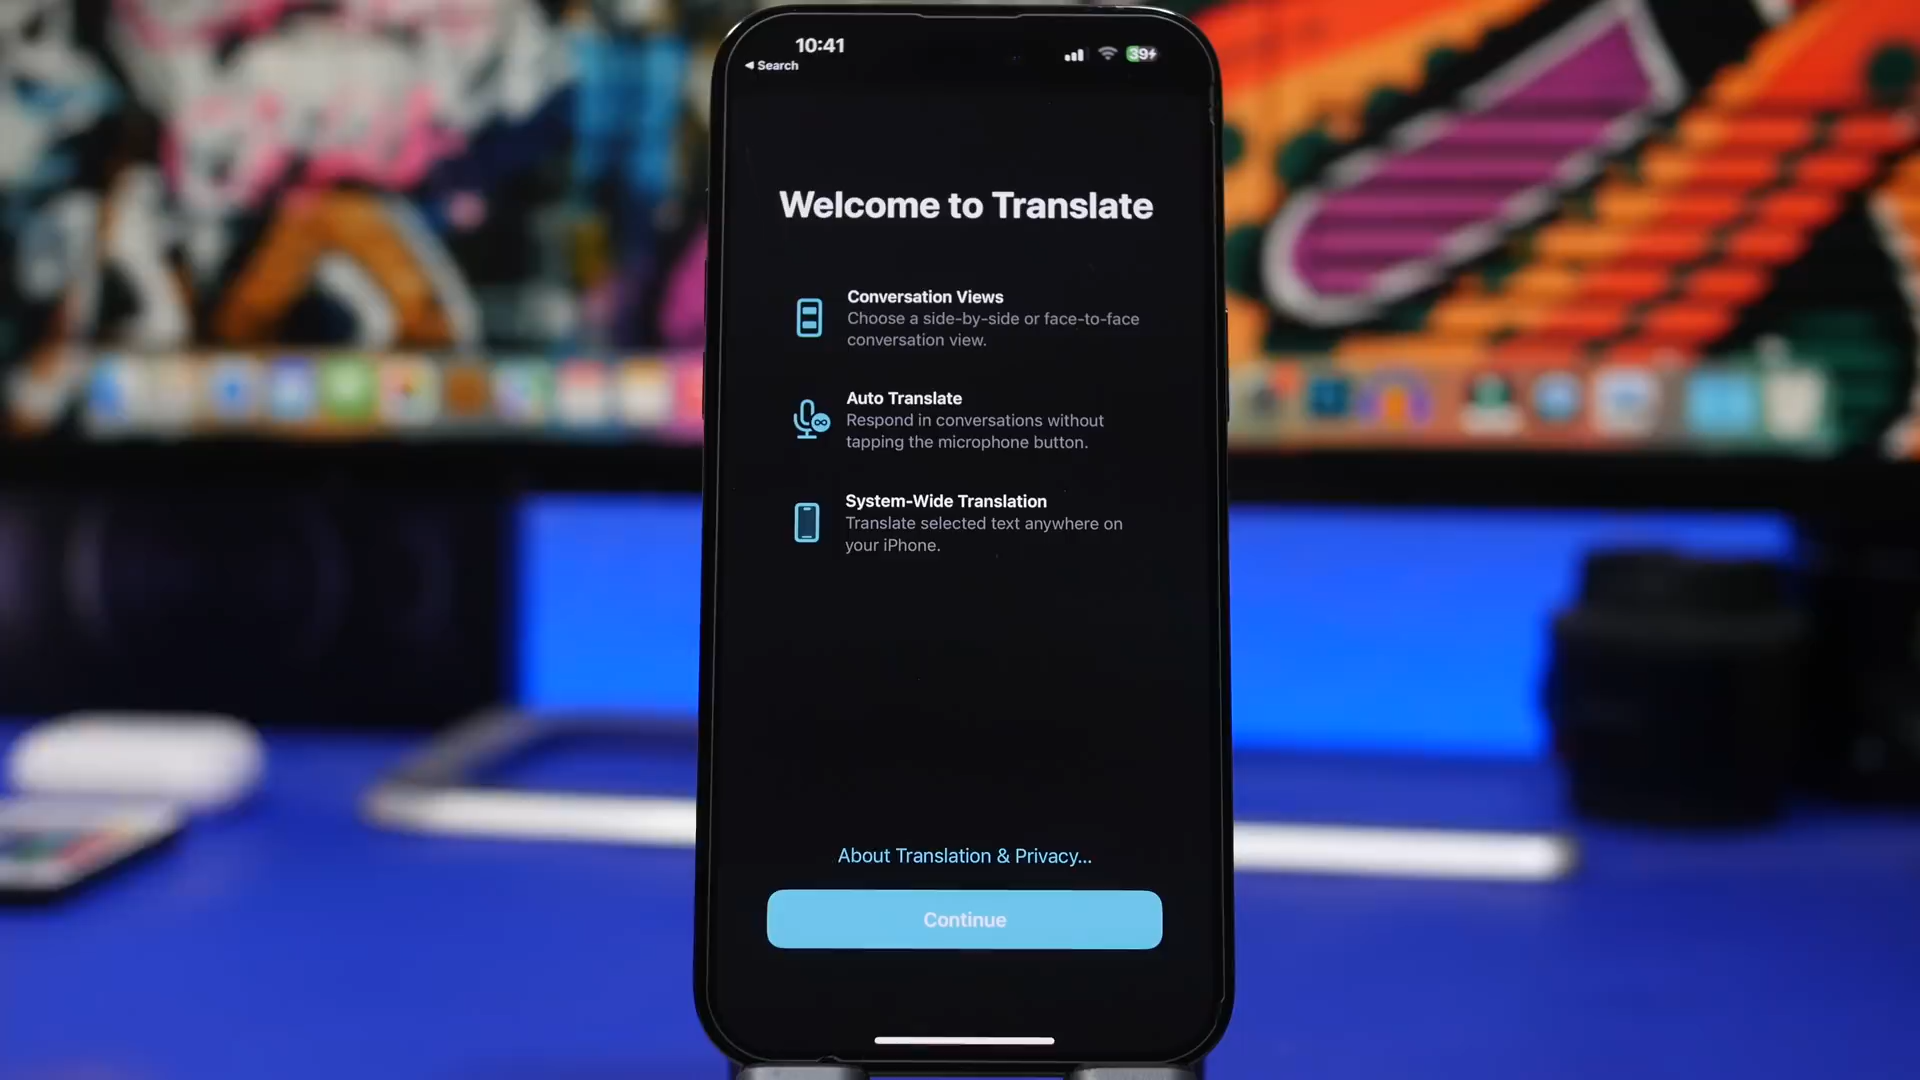 10:41
◀ Search
39
Welcome to Translate
Conversation Views
Choose a side-by-side or face-to-face
conversation view.
Auto Translate
Respond in conversations without
tapping the microphone button.
System-Wide Translation
Translate selected text anywhere on
your iPhone.
About Translation & Privacy...
Continue